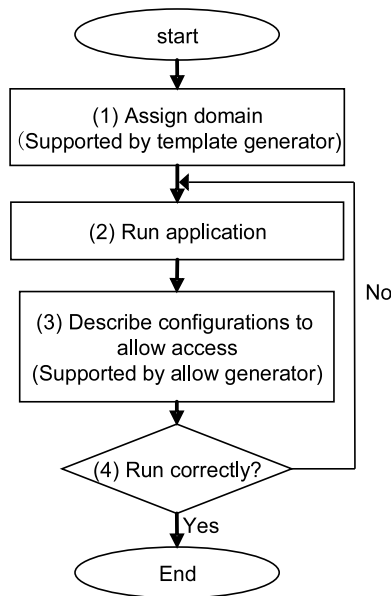 start
(1) Assign domain
(Supported by template generator)
(2) Run application
No
(3) Describe configurations to
allow access
(Supported by allow generator)
(4) Run correctly?
Yes
End